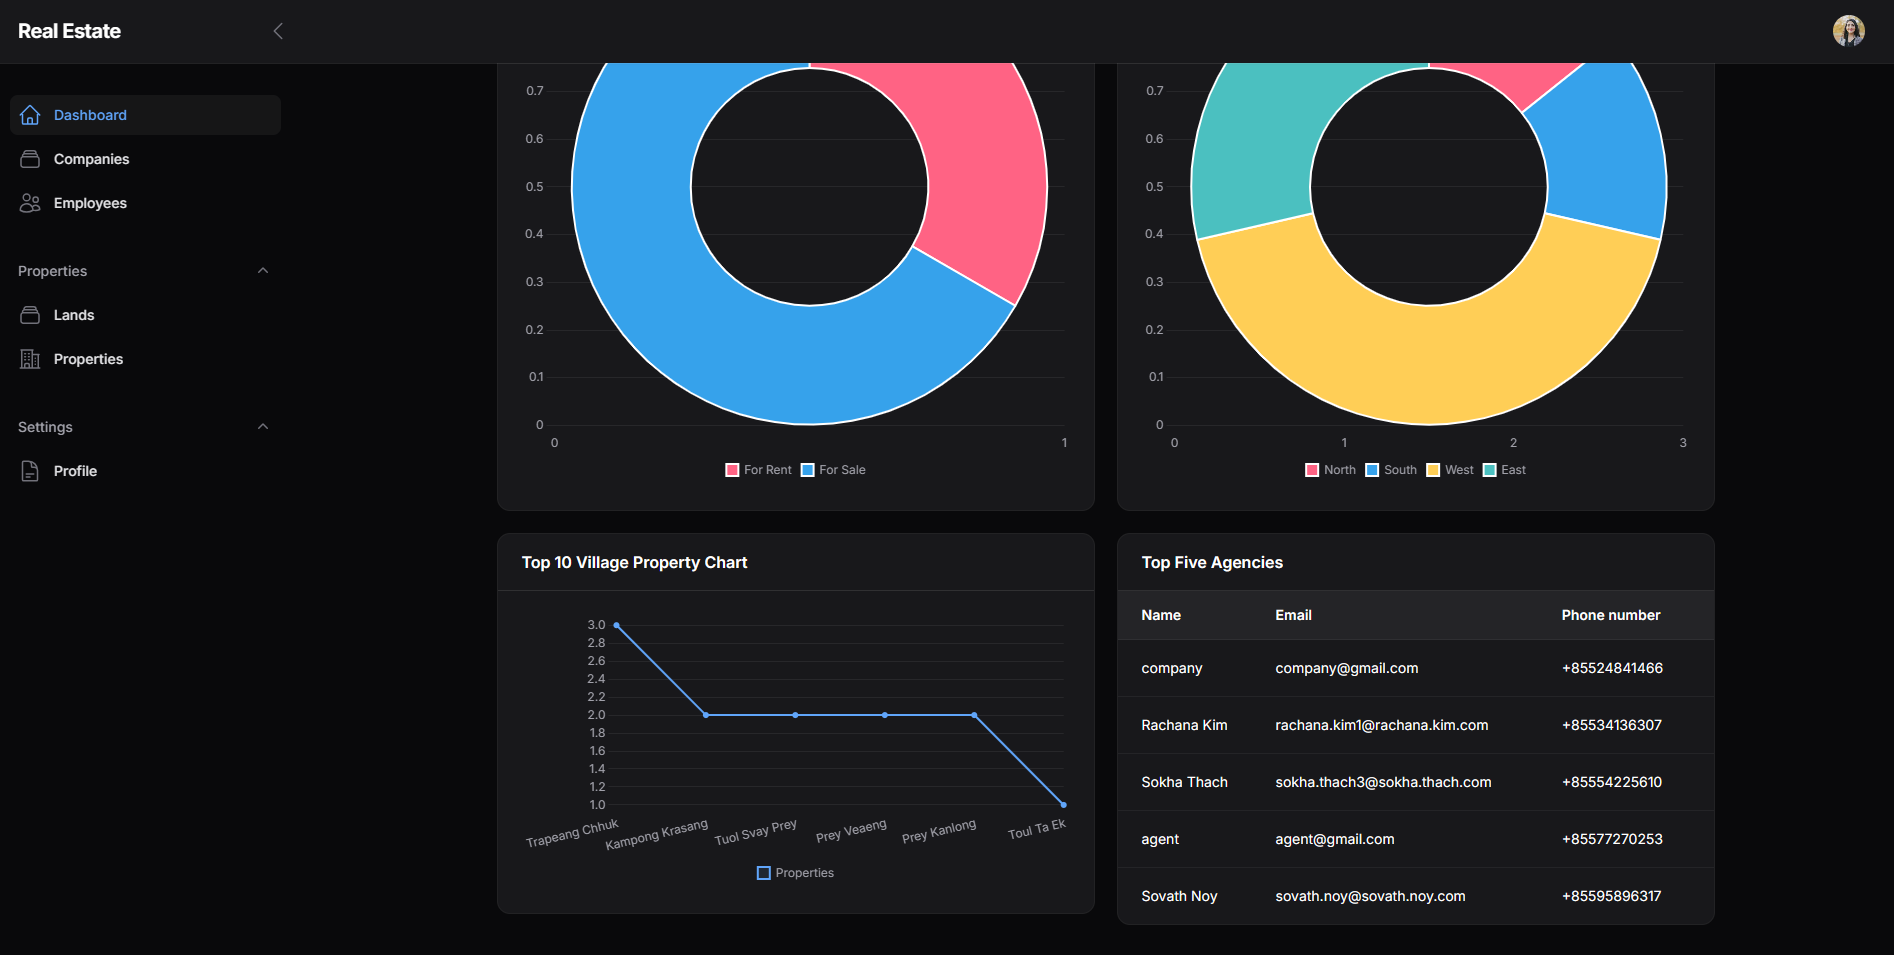 Real Estate
Dashboard
Companies
Employees
Properties
Lands
Properties
Settings
Profile
0.7
0.6
0.5
0.4
0.3
0.2
0.1
0
0 1
For Rent For Sale
0.7
0.6
0.5
0.4
0.3
0.2
0.1
0
0 1 2 3
North South West East
Top 10 Village Property Chart
3.0
2.8
2.6
2.4
2.2
2.0
1.8
1.6
1.4
1.2
1.0
Trapeang Chhuk Kampong Krasang Tuol Svay Prey Prey Veaeng Prey Kanlong Toul Ta Ek
Properties
Top Five Agencies
Name Email Phone number
company company@gmail.com +85524841466
Rachana Kim rachana.kim1@rachana.kim.com +85534136307
Sokha Thach sokha.thach3@sokha.thach.com +85554225610
agent agent@gmail.com +85577270253
Sovath Noy sovath.noy@sovath.noy.com +85595896317